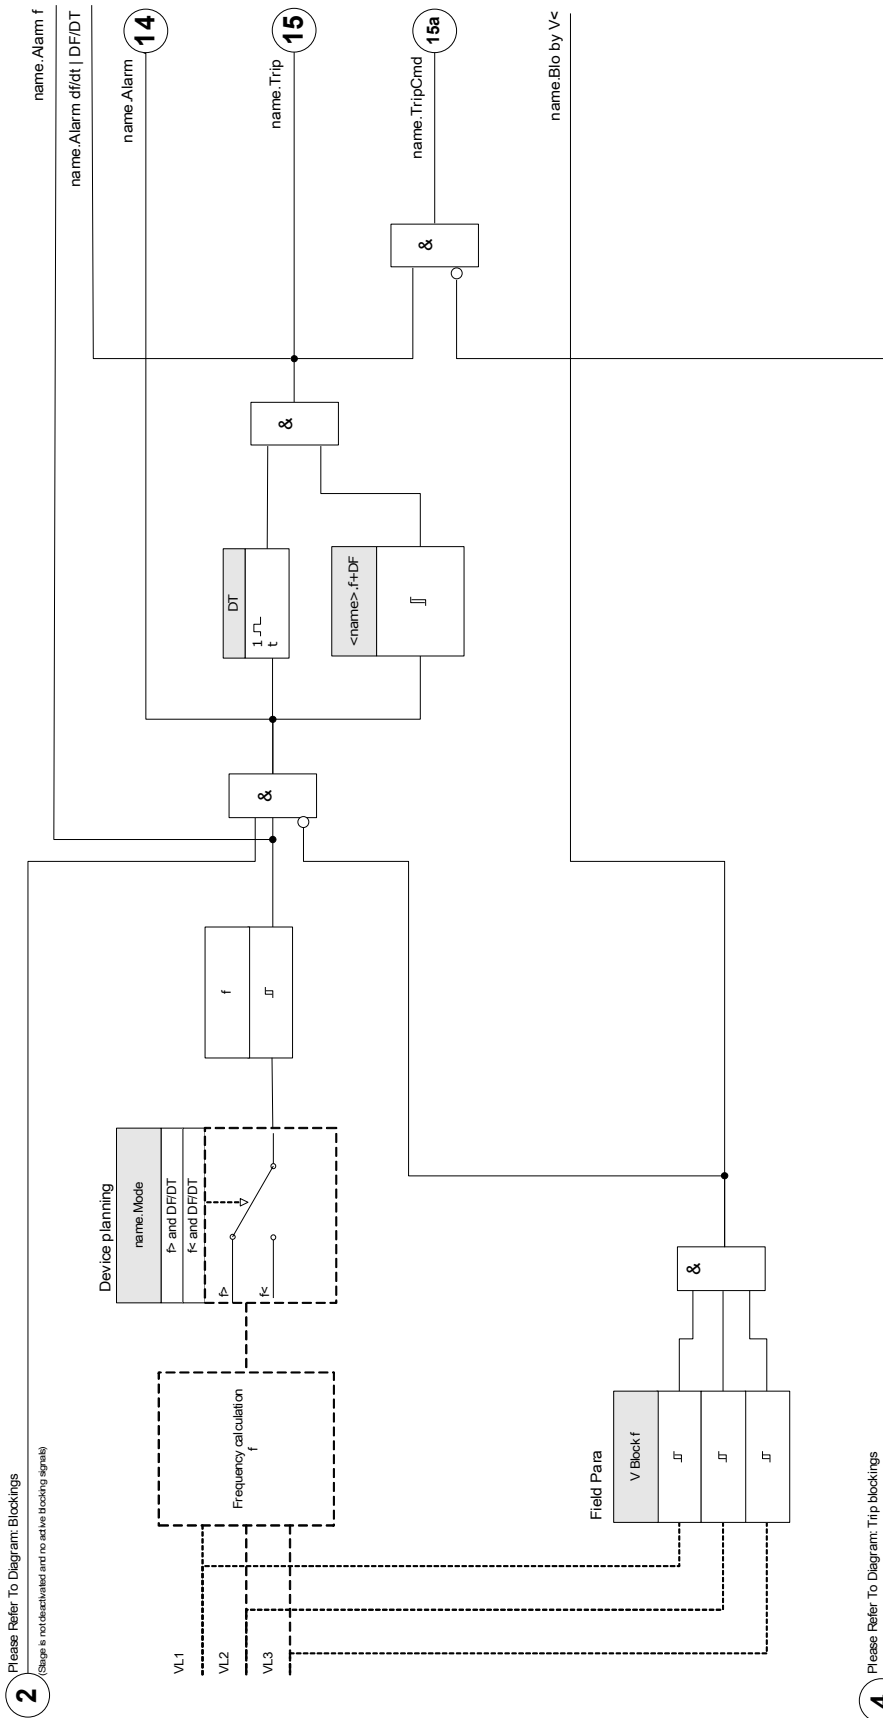 2
Please Refer To Diagram: Blockings
(Stage is not deactivated and no active blocking signals)
name.Alarm f
name.Alarm df/dt | DF/DT
14
name.Alarm
15
name.Trip
15a
name.TripCmd
name.Blo by V<
VL1
VL2
VL3
Frequency calculation
f
Device planning
name.Mode
f> and DF/DT
f< and DF/DT
f>
f<
f
&
DT
1
t
<name>.f+DF
&
&
Field Para
V Block f
&
4
Please Refer To Diagram: Trip blockings